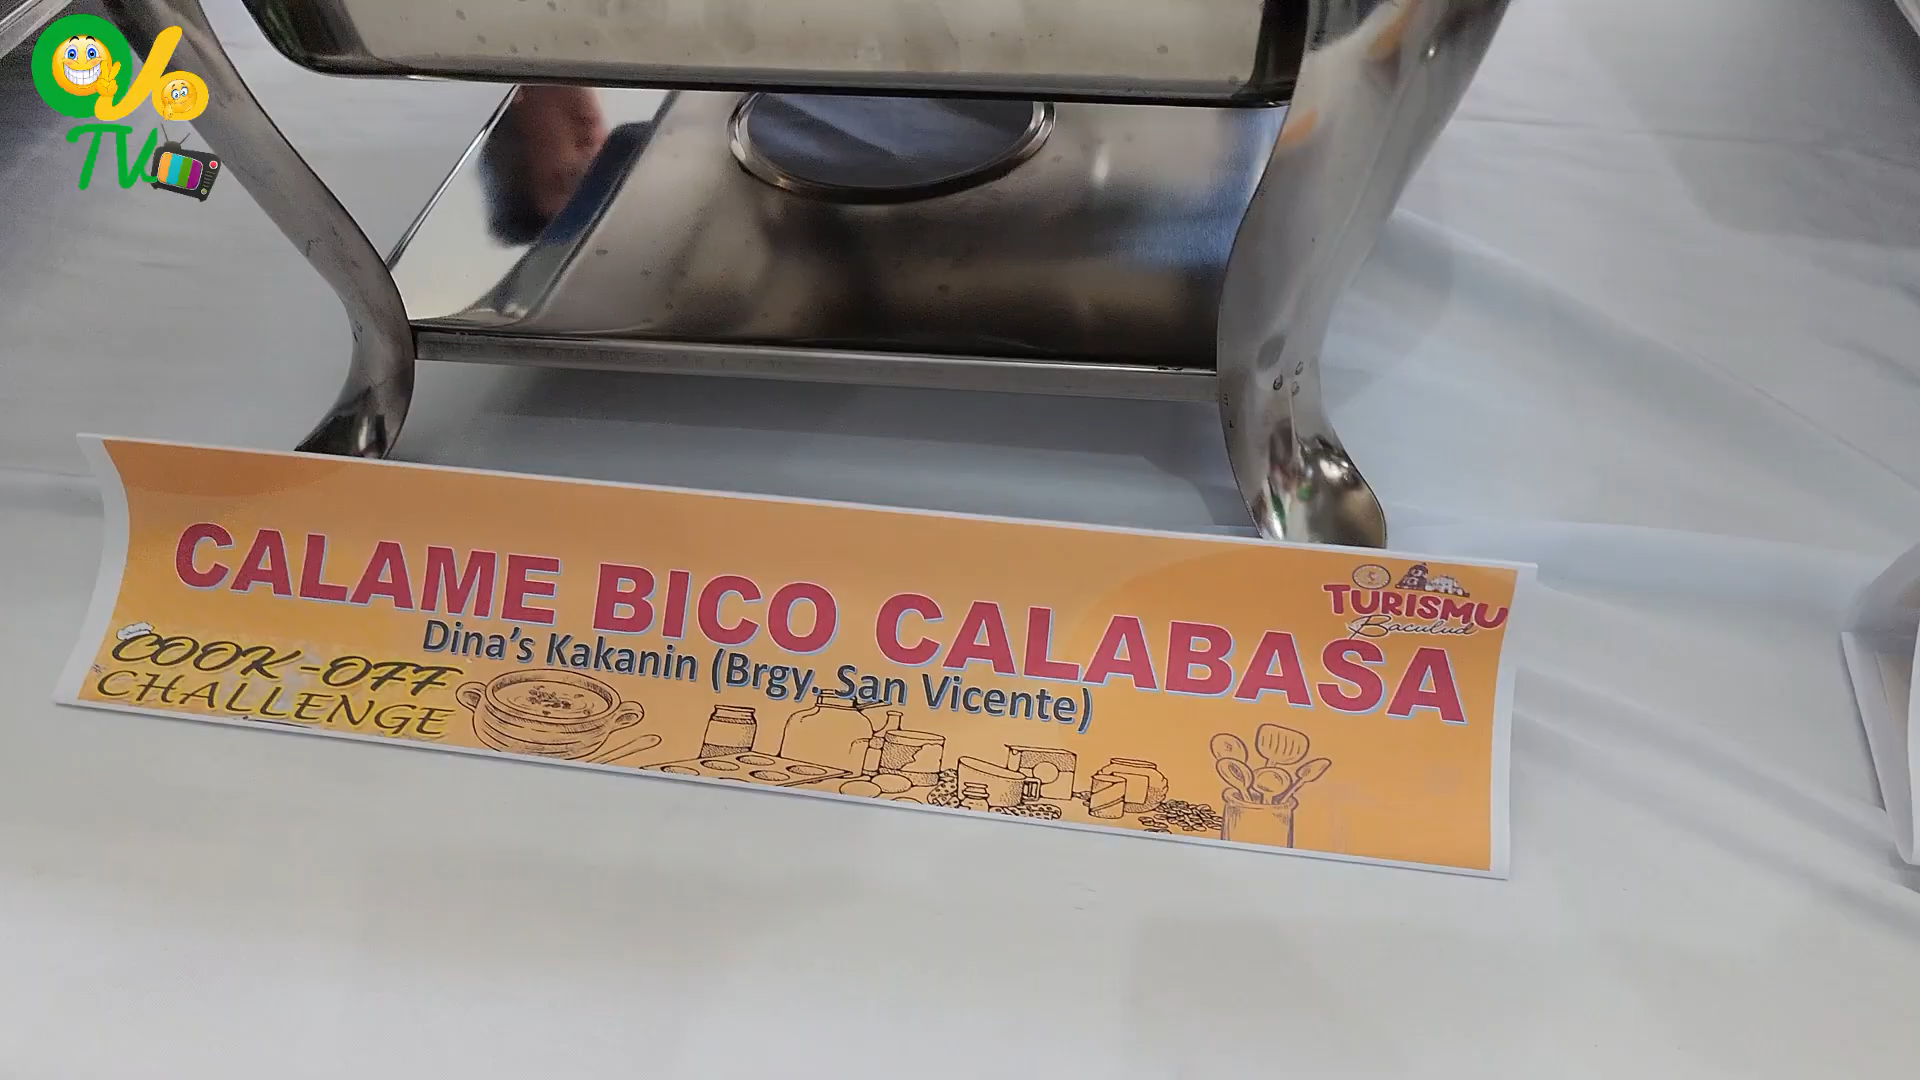 TV
CALAME BICO CALABASA
Dina's Kakanin (Brgy. San Vicente)
COOK-OFF
CHALLENGE
TURISMU
Baculud